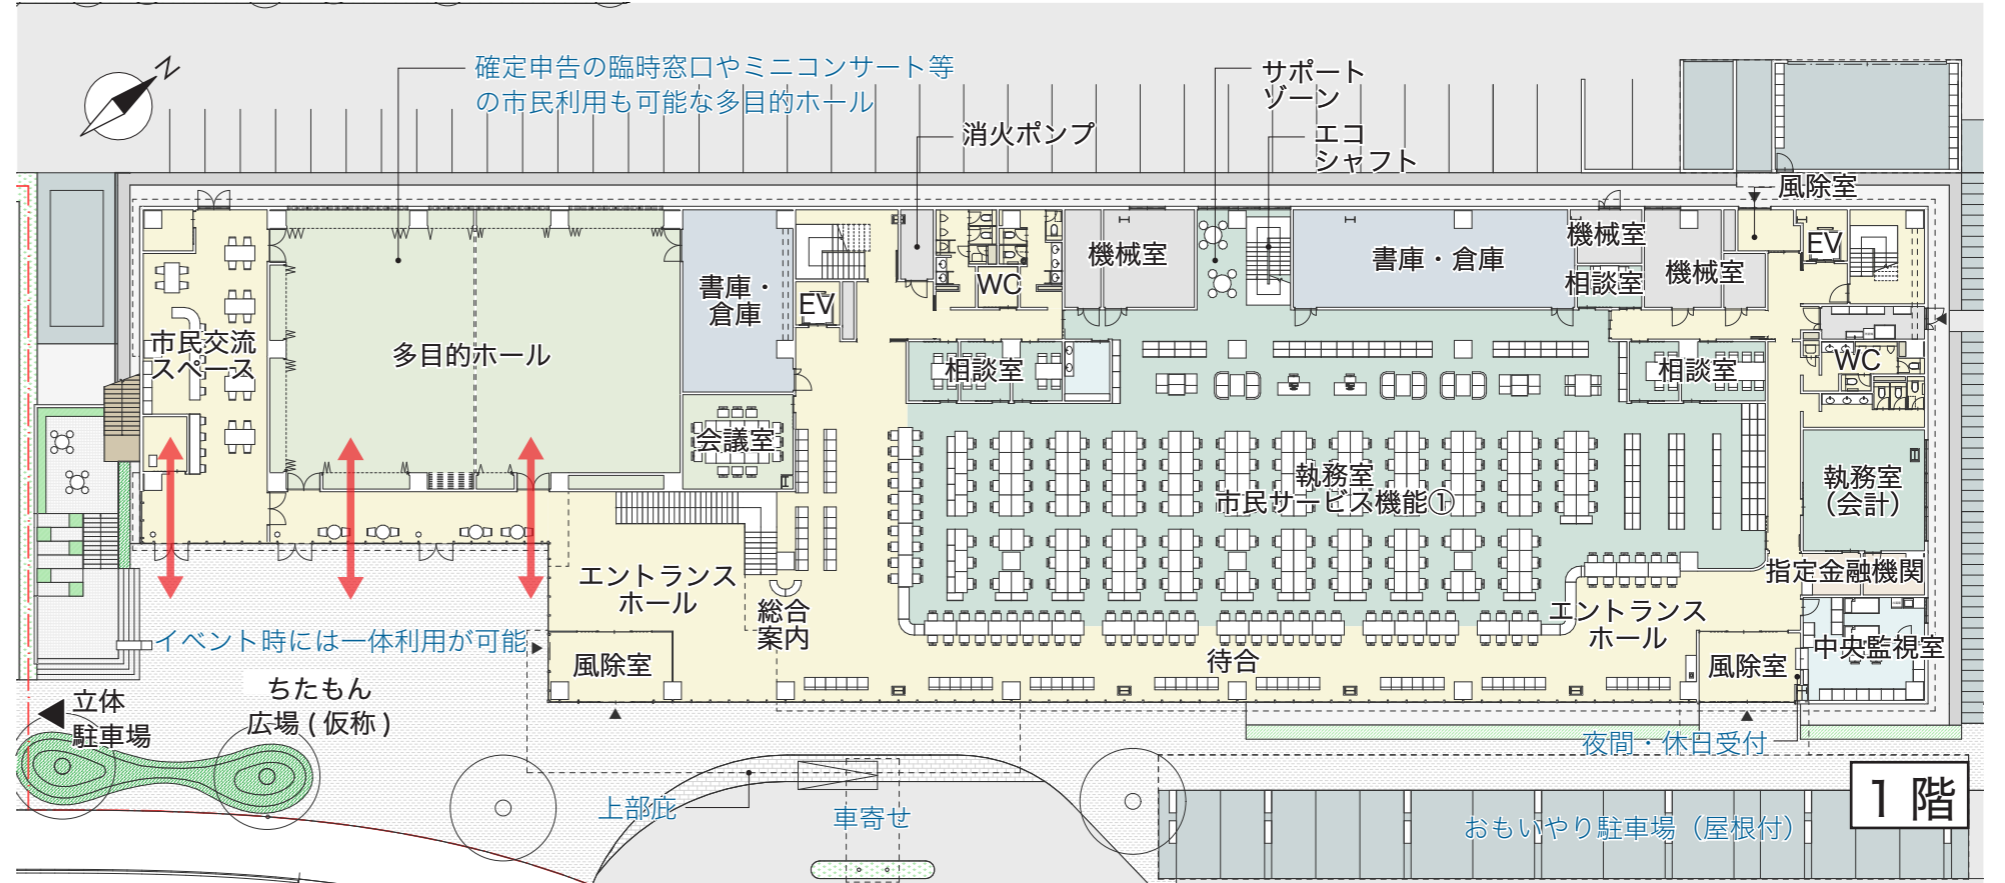 N
確定申告の臨時窓口やミニコンサート等
の市民利用も可能な多目的ホール
サポート
ゾーン
消火ポンプ
エコ
シャフト
風除室
機械室
書庫・倉庫
機械室
相談室
機械室
EV
WC
書庫・
倉庫
EV
市民交流
スペース
多目的ホール
相談室
相談室
WC
会議室
執務室
市民サービス機能①
執務室
（会計）
エントランス
ホール
総合
案内
指定金融機関
エントランス
ホール
イベント時には一体利用が可能
風除室
待合
風除室
中央監視室
立体
駐車場
ちたもん
広場(仮称)
夜間・休日受付
上部庇
車寄せ
おもいやり駐車場（屋根付）
1 階